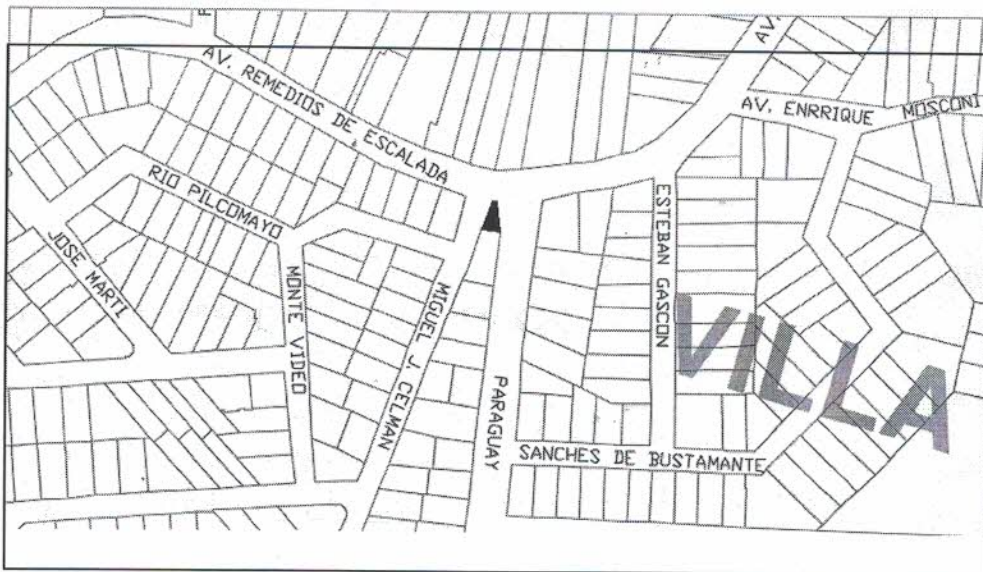 AV. REMEDIOS DE ESCALADA
AV.
AV. ENRRIQUE MOSCONI
RIO PILCOMAYO
JOSE MARTI
MONTE VIDEO
MIGUEL J. CELMAN
PARAGUAY
ESTEBAN GASCON
SANCHES DE BUSTAMANTE
VILLA